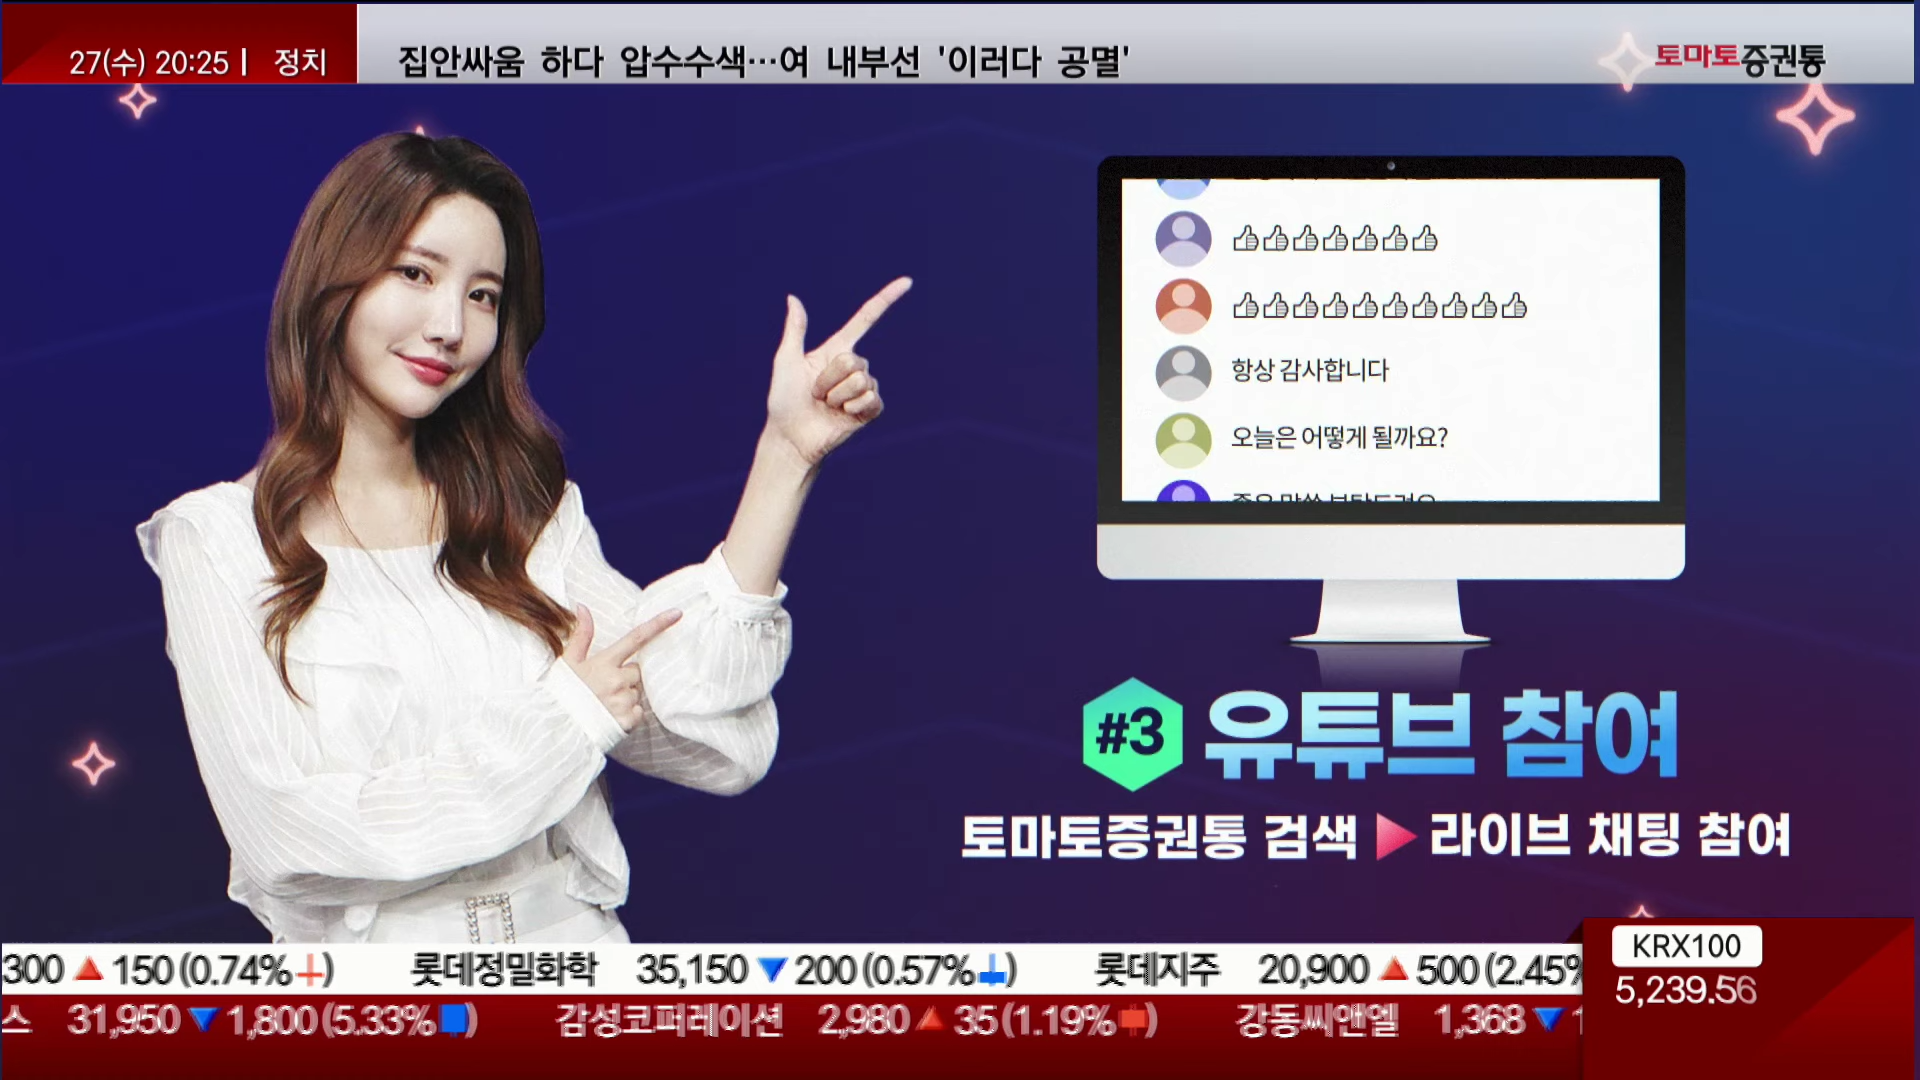 27(수) 20:25 | 정치
집안싸움 하다 압수수색…여 내부선 '이러다 공멸'
토마토증권통
👍👍👍👍👍👍👍
👍👍👍👍👍👍👍👍👍👍
항상 감사합니다
오늘은 어떻게 될까요?
#3 유튜브 참여
토마토증권통 검색 ▶ 라이브 채팅 참여
300 ▲ 150 (0.74%+) 롯데정밀화학 35,150 ▼ 200 (0.57%) 롯데지주 20,900 ▲ 500 (2.45%
스 31,950 ▼ 1,800 (5.33%) 감성코퍼레이션 2,980 ▲ 35 (1.19%) 강동씨앤엘 1,368 ▼
KRX100
5,239.56